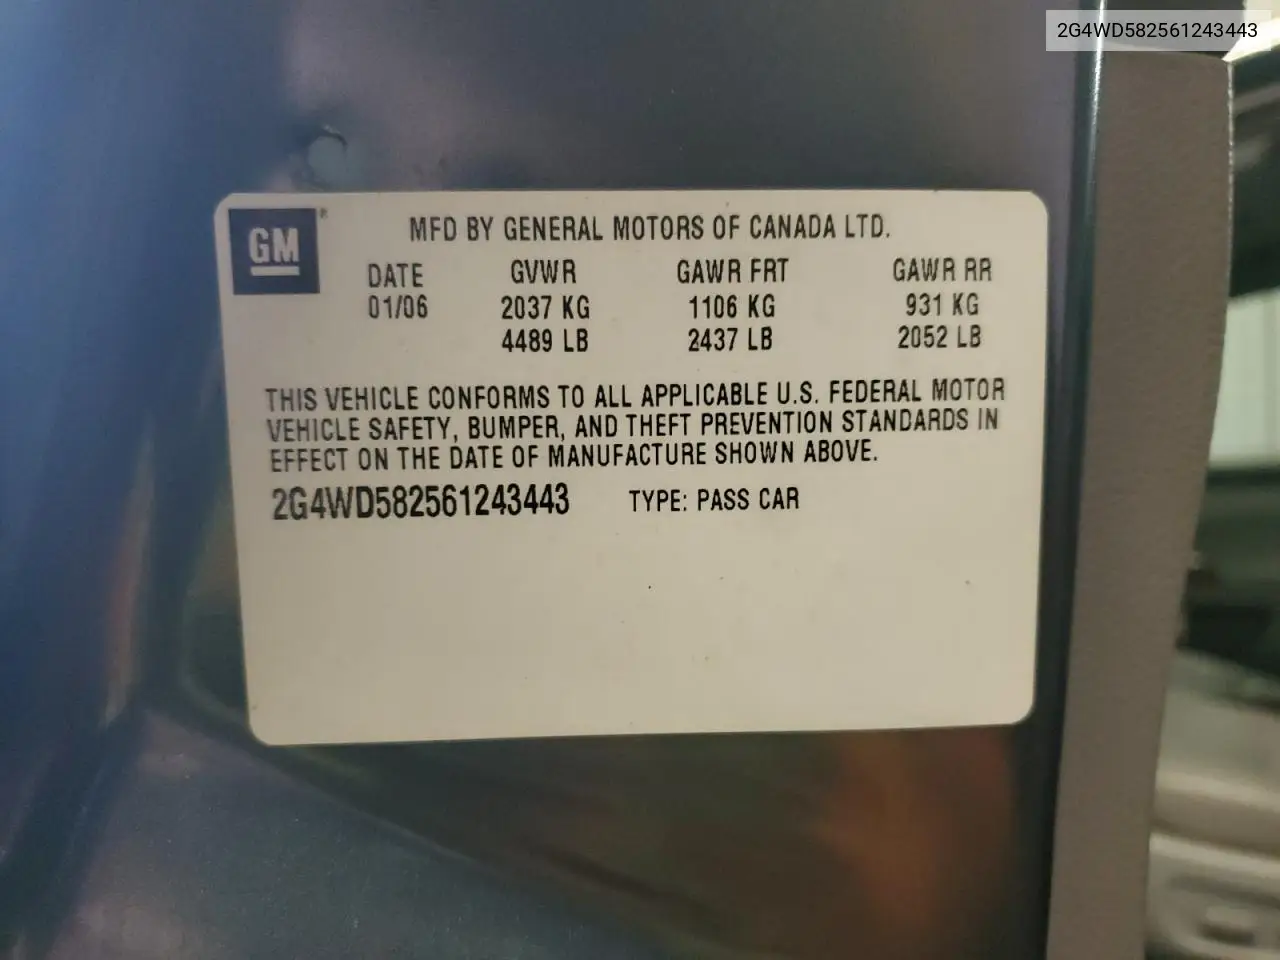 2G4WD582561243443
GM®
MFD BY GENERAL MOTORS OF CANADA LTD.
DATE GVWR GAWR FRT GAWR RR
01/06 2037 KG 1106 KG 931 KG
4489 LB 2437 LB 2052 LB
THIS VEHICLE CONFORMS TO ALL APPLICABLE U.S. FEDERAL MOTOR
VEHICLE SAFETY, BUMPER, AND THEFT PREVENTION STANDARDS IN
EFFECT ON THE DATE OF MANUFACTURE SHOWN ABOVE.
2G4WD582561243443 TYPE: PASS CAR